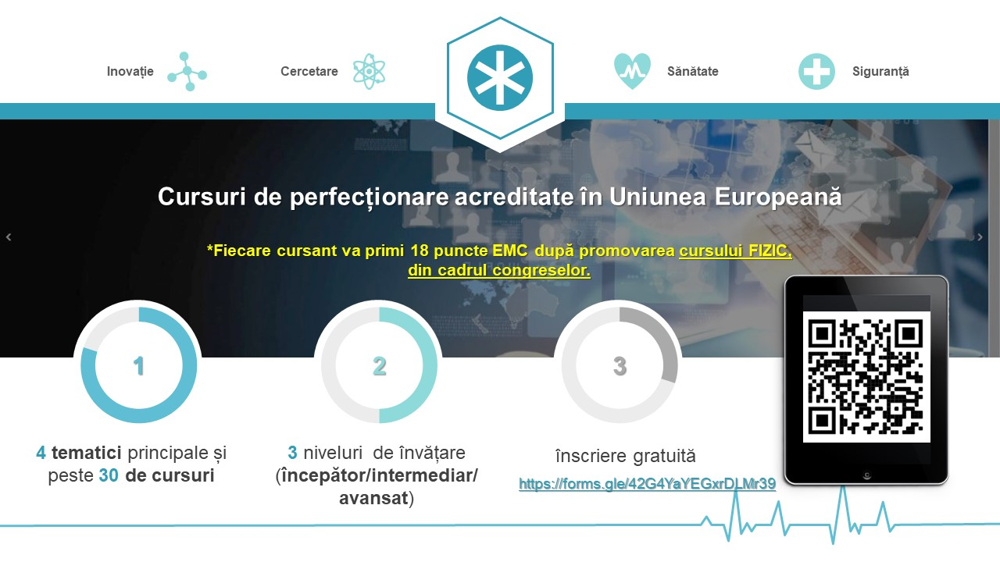 Inovație
Cercetare
Sănătate
Siguranță
Cursuri de perfecționare acreditate în Uniunea Europeană
*Fiecare cursant va primi 18 puncte EMC după promovarea cursului FIZIC,
din cadrul congreselor.
1
2
3
4 tematici principale și
peste 30 de cursuri
3 niveluri de învățare
(începător/intermediar/
avansat)
înscriere gratuită
https://forms.gle/42G4YaYEGxrDLMr39